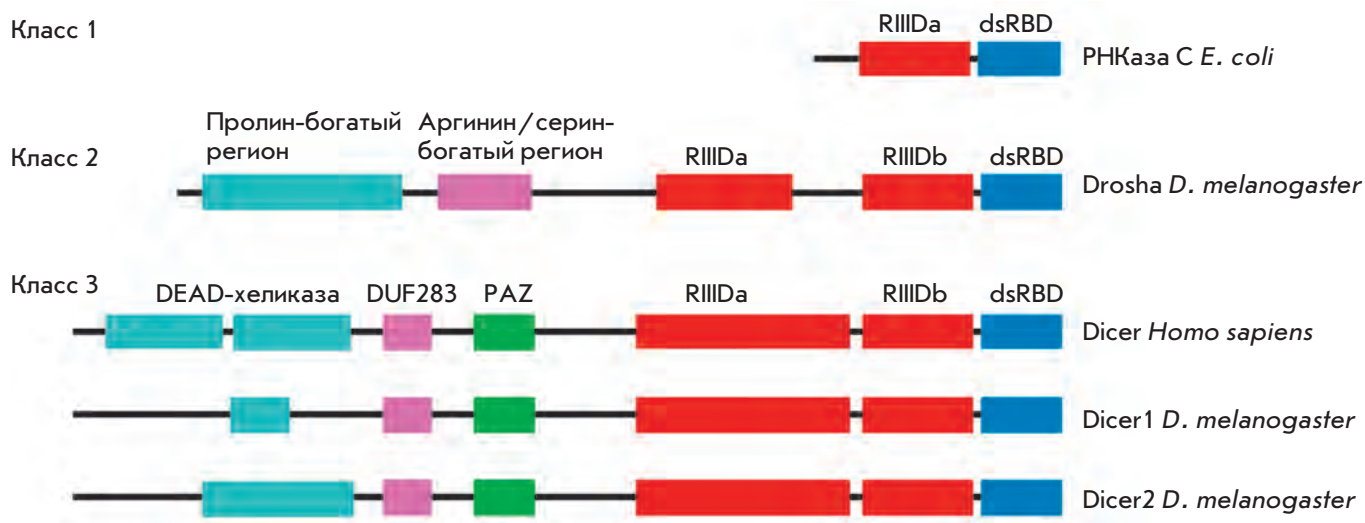 Класс 1
RIIIDa dsRBD
РНКаза С E. coli
Пролин-богатый регион
Аргинин/серин-богатый регион
Класс 2
RIIIDa RIIIDb dsRBD
Drosha D. melanogaster
Класс 3
DEAD-хеликаза DUF283 PAZ RIIIDa RIIIDb dsRBD
Dicer Homo sapiens
Dicer1 D. melanogaster
Dicer2 D. melanogaster